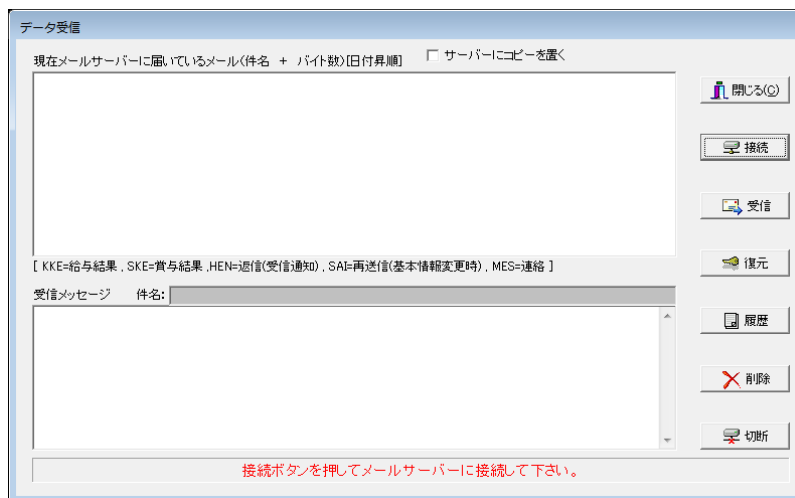 データ受信
現在メールサーバーに届いているメール(件名 + バイト数)[日付昇順]
サーバーにコピーを置く
閉じる(C)
接続
受信
[ KKE=給与結果 , SKE=賞与結果 ,HEN=返信(受信通知) , SAI=再送信(基本情報変更時) , MES=連絡 ]
復元
受信メッセージ 件名:
履歴
削除
切断
接続ボタンを押してメールサーバーに接続して下さい。